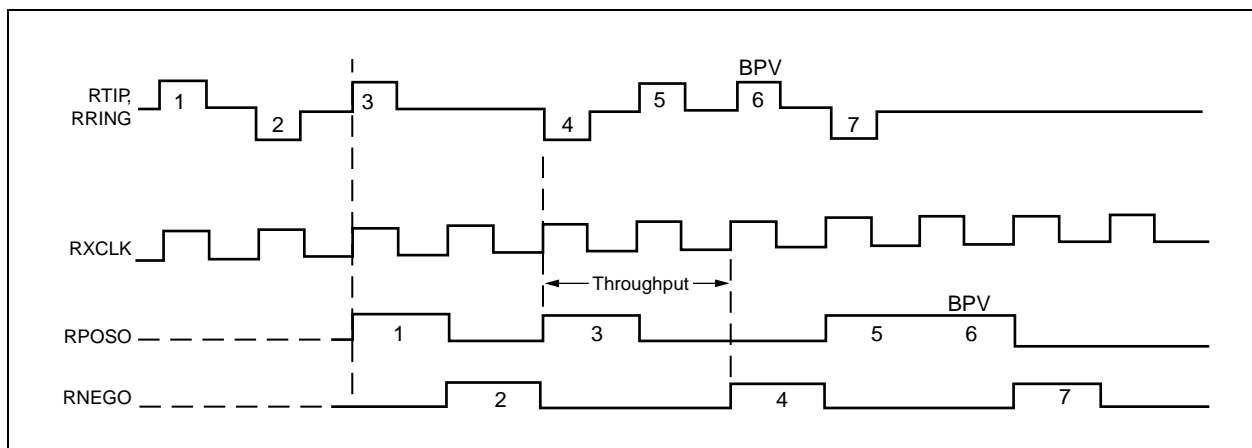 BPV
RTIP,
RRING
1 2 3 4 5 6 7
RXCLK
Throughput
BPV
RPOSO
1 3 5 6
RNEGO
2 4 7